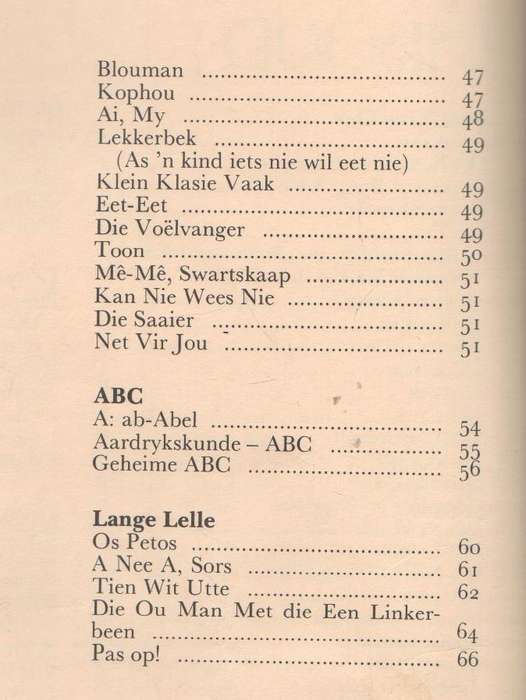 Blouman ........................................ 47
Kophou ........................................ 47
Ai, My ........................................ 48
Lekkerbek ........................................ 49
(As 'n kind iets nie wil eet nie)
Klein Klasie Vaak ........................................ 49
Eet-Eet ........................................ 49
Die Voëlvanger ........................................ 49
Toon ........................................ 50
Mê-Mê, Swartskaap ........................................ 51
Kan Nie Wees Nie ........................................ 51
Die Saaier ........................................ 51
Net Vir Jou ........................................ 51
ABC
A: ab-Abel ........................................ 54
Aardrykskunde – ABC ........................................ 55
Geheime ABC ........................................ 56
Lange Lelle
Os Petos ........................................ 60
A Nee A, Sors ........................................ 61
Tien Wit Utte ........................................ 62
Die Ou Man Met die Een Linker-
been ........................................ 64
Pas op! ........................................ 66